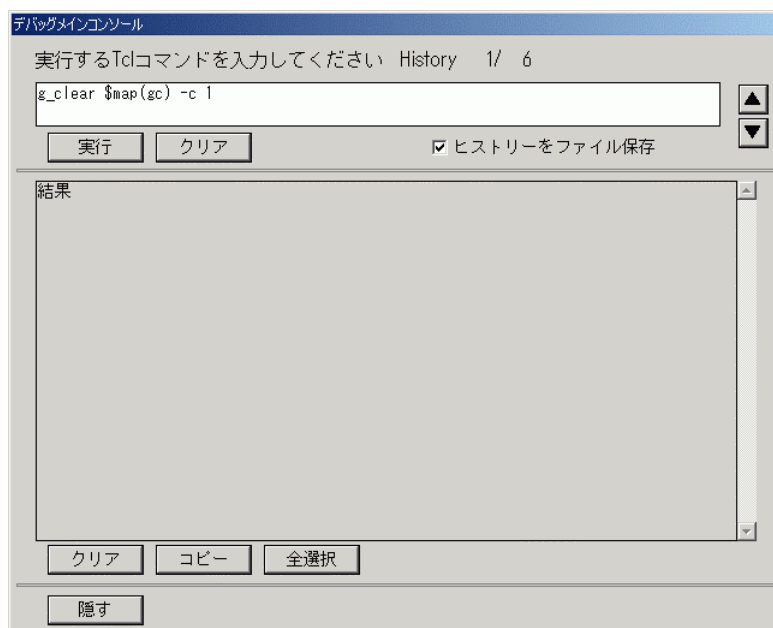 デバッグメインコンソール
実行するTclコマンドを入力してください History 1/ 6
g_clear $map(gc) -c 1
実行 クリア ヒストリーをファイル保存
結果
クリア コピー 全選択
隠す